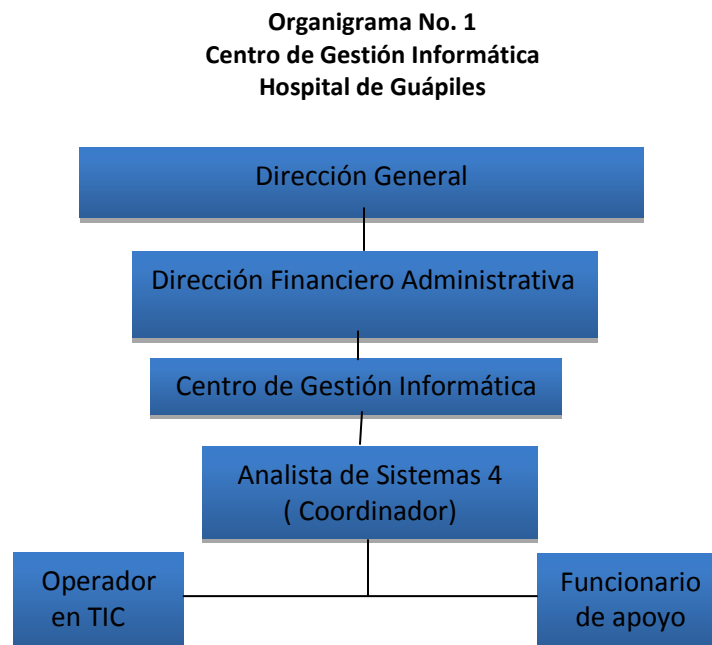 Organigrama No. 1
Centro de Gestión Informática
Hospital de Guápiles
Dirección General
Dirección Financiero Administrativa
Centro de Gestión Informática
Analista de Sistemas 4
( Coordinador)
Operador
en TIC
Funcionario
de apoyo